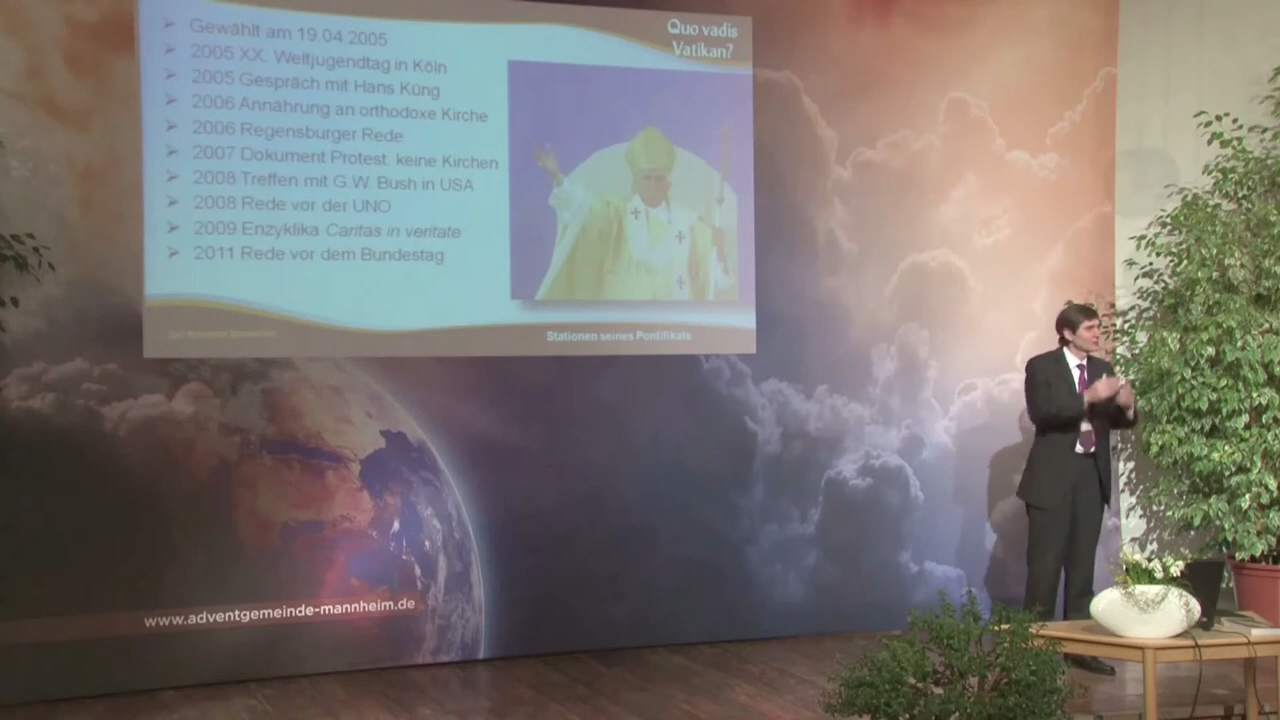 Quo vadis
Vatikan?
Gewählt am 19.04.2005
2005 XX. Weltjugendtag in Köln
2005 Gespräch mit Hans Küng
2006 Annährung an orthodoxe Kirche
2006 Regensburger Rede
2007 Dokument Protest. keine Kirchen
2008 Treffen mit G.W. Bush in USA
2008 Rede vor der UNO
2009 Enzyklika Caritas in veritate
2011 Rede vor dem Bundestag
Stationen seines Pontifikats
www.adventgemeinde-mannheim.de